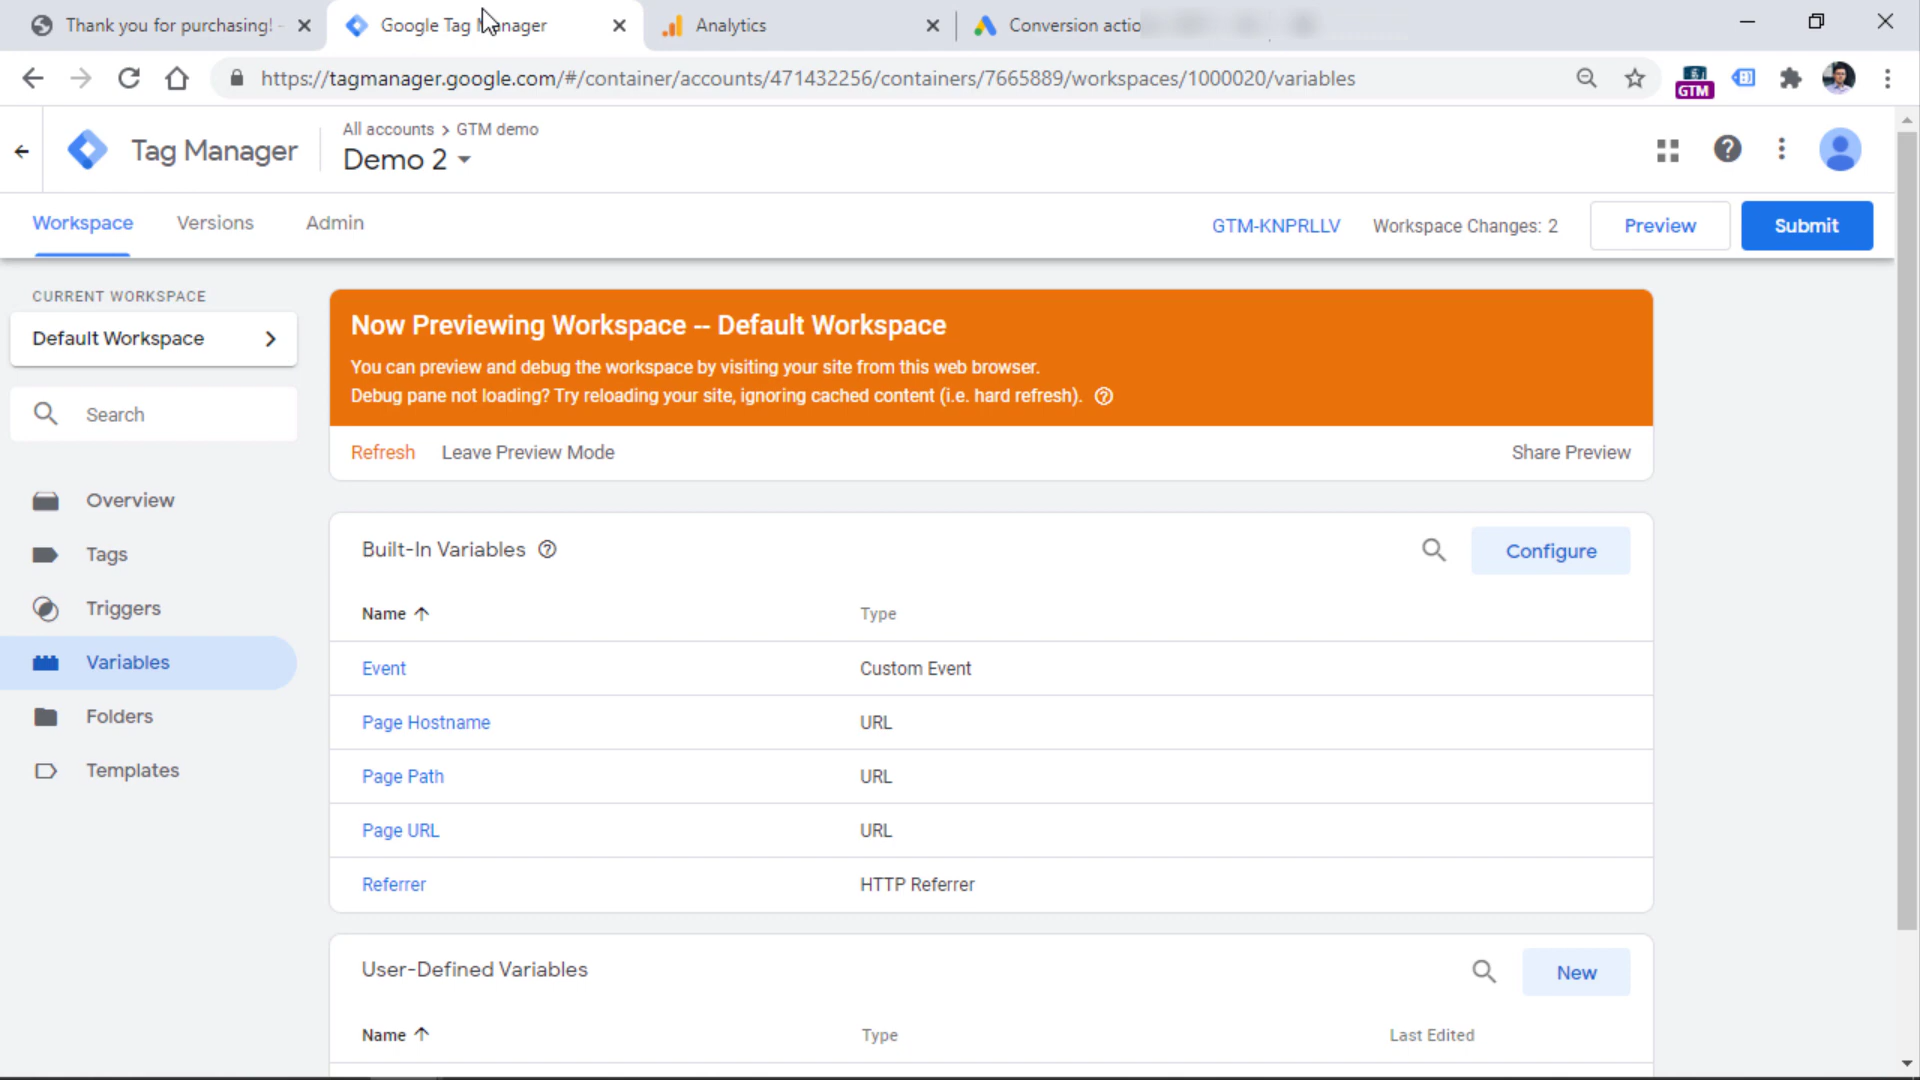 Thank you for purchasing! -
Google Tag Manager
Analytics
Conversion actio
https://tagmanager.google.com/#/container/accounts/471432256/containers/7665889/workspaces/1000020/variables
GTM
Tag Manager
All accounts > GTM demo
Demo 2
Workspace
Versions
Admin
GTM-KNPRLLV
Workspace Changes: 2
Preview
Submit
CURRENT WORKSPACE
Default Workspace
Search
Overview
Tags
Triggers
Variables
Folders
Templates
Now Previewing Workspace -- Default Workspace
You can preview and debug the workspace by visiting your site from this web browser.
Debug pane not loading? Try reloading your site, ignoring cached content (i.e. hard refresh).
Refresh
Leave Preview Mode
Share Preview
Built-In Variables
Configure
Name
Type
Event
Custom Event
Page Hostname
URL
Page Path
URL
Page URL
URL
Referrer
HTTP Referrer
User-Defined Variables
New
Name
Type
Last Edited